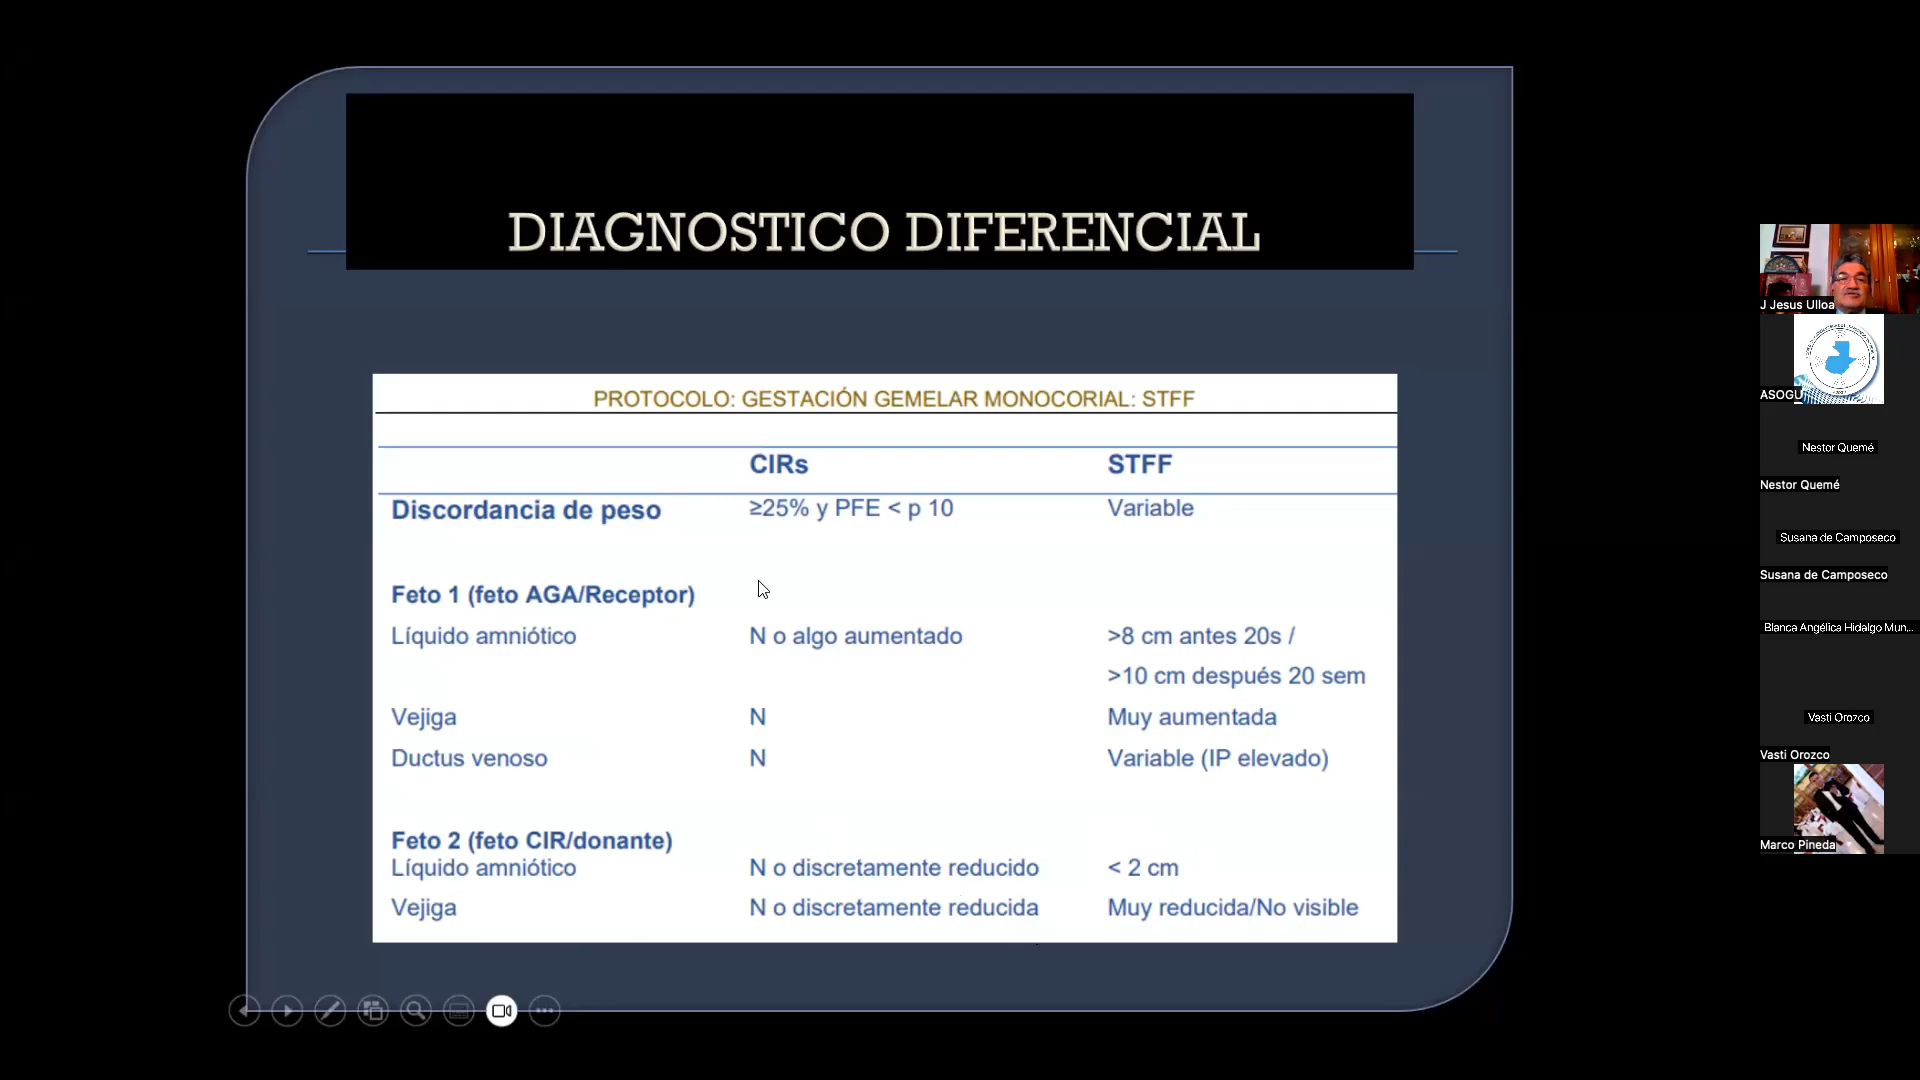 DIAGNOSTICO DIFERENCIAL
PROTOCOLO: GESTACIÓN GEMELAR MONOCORIAL: STFF
CIRs STFF
Discordancia de peso ≥25% y PFE < p 10 Variable
Feto 1 (feto AGA/Receptor)
Líquido amniótico N o algo aumentado >8 cm antes 20s /
>10 cm después 20 sem
Vejiga N Muy aumentada
Ductus venoso N Variable (IP elevado)
Feto 2 (feto CIR/donante)
Líquido amniótico N o discretamente reducido < 2 cm
Vejiga N o discretamente reducida Muy reducida/No visible
J Jesus Ulloa
ASOGU
Nestor Quemé
Nestor Quemé
Susana de Camposeco
Susana de Camposeco
Blanca Angélica Hidalgo Mun...
Vasti Orozco
Vasti Orozco
Marco Pineda